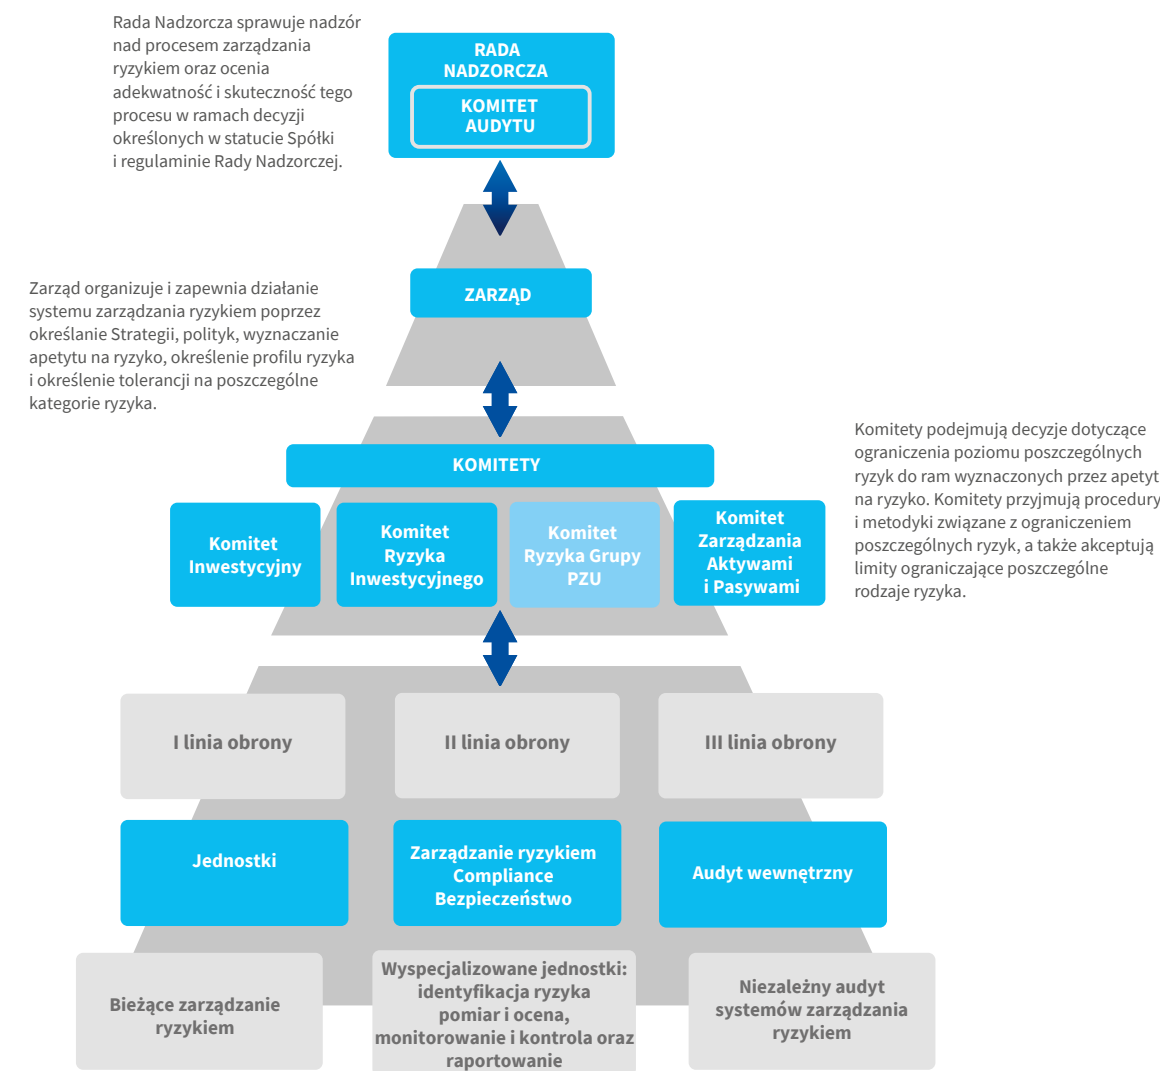 Rada Nadzorcza sprawuje nadzór
nad procesem zarządzania
ryzykiem oraz ocenia
adekwatność i skuteczność tego
procesu w ramach decyzji
określonych w statucie Spółki
i regulaminie Rady Nadzorczej.
RADA
NADZORCZA
KOMITET
AUDYTU
Zarząd organizuje i zapewnia działanie
systemu zarządzania ryzykiem poprzez
określanie Strategii, polityk, wyznaczanie
apetytu na ryzyko, określenie profilu ryzyka
i określenie tolerancji na poszczególne
kategorie ryzyka.
ZARZĄD
KOMITETY
Komitet
Inwestycyjny
Komitet
Ryzyka
Inwestycyjnego
Komitet
Ryzyka Grupy
PZU
Komitet
Zarządzania
Aktywami
i Pasywami
Komitety podejmują decyzje dotyczące
ograniczenia poziomu poszczególnych
ryzyk do ram wyznaczonych przez apetyt
na ryzyko. Komitety przyjmują procedury
i metodyki związane z ograniczeniem
poszczególnych ryzyk, a także akceptują
limity ograniczające poszczególne
rodzaje ryzyka.
I linia obrony
II linia obrony
III linia obrony
Jednostki
Zarządzanie ryzykiem
Compliance
Bezpieczeństwo
Audyt wewnętrzny
Bieżące zarządzanie
ryzykiem
Wyspecjalizowane jednostki:
identyfikacja ryzyka
pomiar i ocena,
monitorowanie i kontrola oraz
raportowanie
Niezależny audyt
systemów zarządzania
ryzykiem